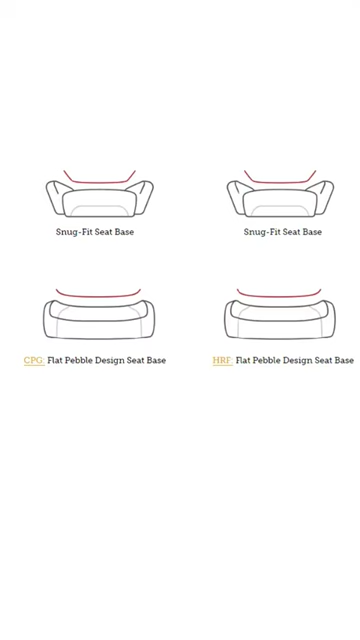 Snug-Fit Seat Base
Snug-Fit Seat Base
CPG: Flat Pebble Design Seat Base
HRF: Flat Pebble Design Seat Base